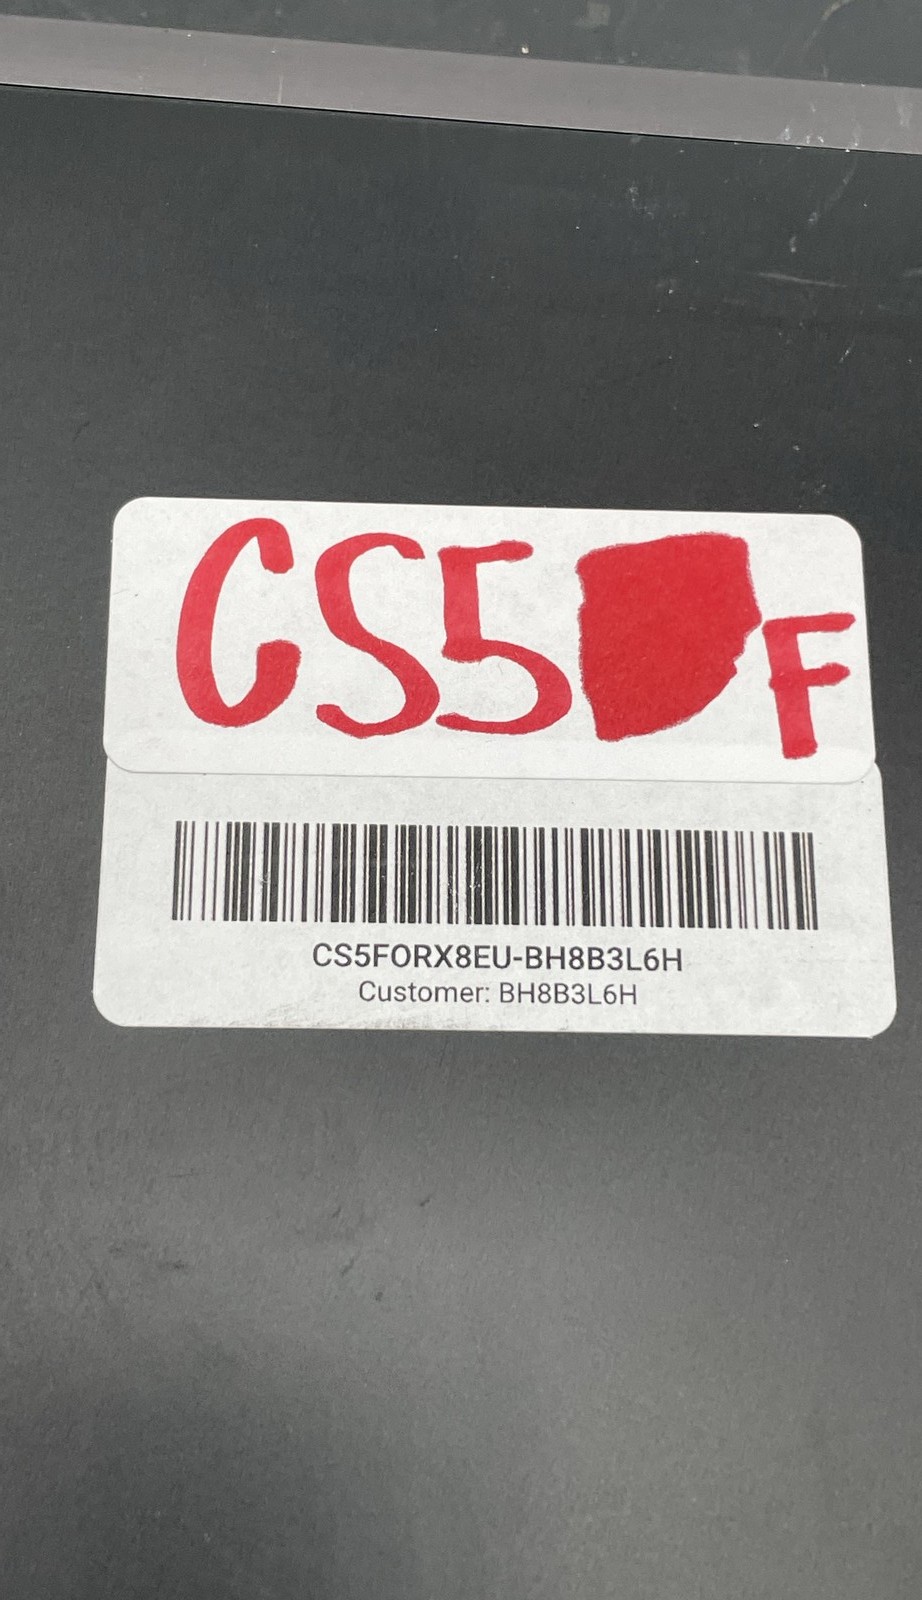 CS5 F
CS5FORX8EU-BH8B3L6H
Customer: BH8B3L6H